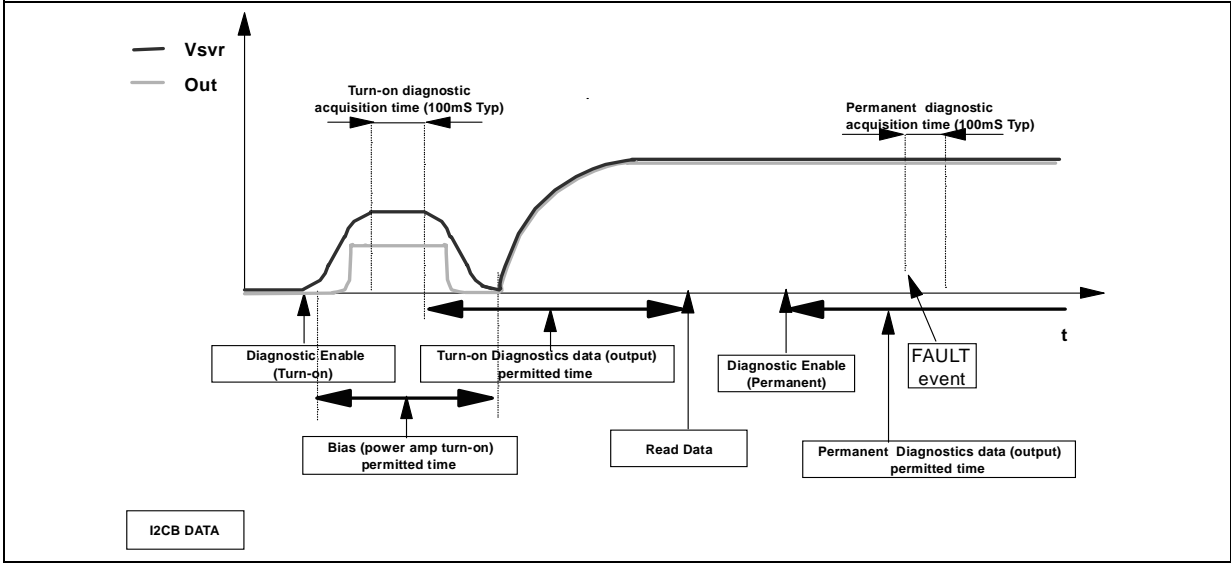 Vsvr
Out
Turn-on diagnostic
acquisition time (100mS Typ)
Permanent diagnostic
acquisition time (100mS Typ)
t
Diagnostic Enable
(Turn-on)
Turn-on Diagnostics data (output)
permitted time
Diagnostic Enable
(Permanent)
FAULT
event
Bias (power amp turn-on)
permitted time
Read Data
Permanent Diagnostics data (output)
permitted time
I2CB DATA